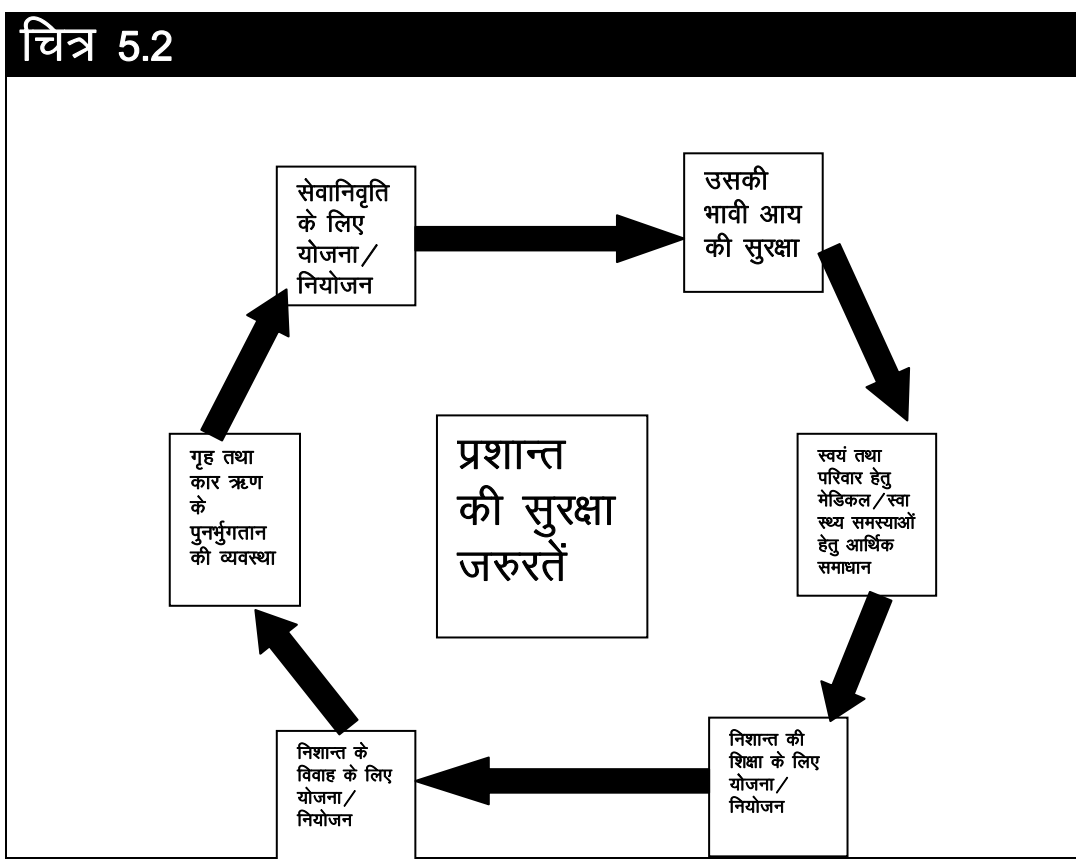 चित्र 5.2
सेवानिवृति
के लिए
योजना/
नियोजन
उसकी
भावी आय
की सुरक्षा
गृह तथा
कार ऋण
के
पुनर्भुगतान
की व्यवस्था
प्रशान्त
की सुरक्षा
जरुरतें
स्वयं तथा
परिवार हेतु
मेडिकल/स्वा
स्थ्य समस्याओं
हेतु आर्थिक
समाधान
निशान्त के
विवाह के लिए
योजना/
नियोजन
निशान्त की
शिक्षा के लिए
योजना/
नियोजन